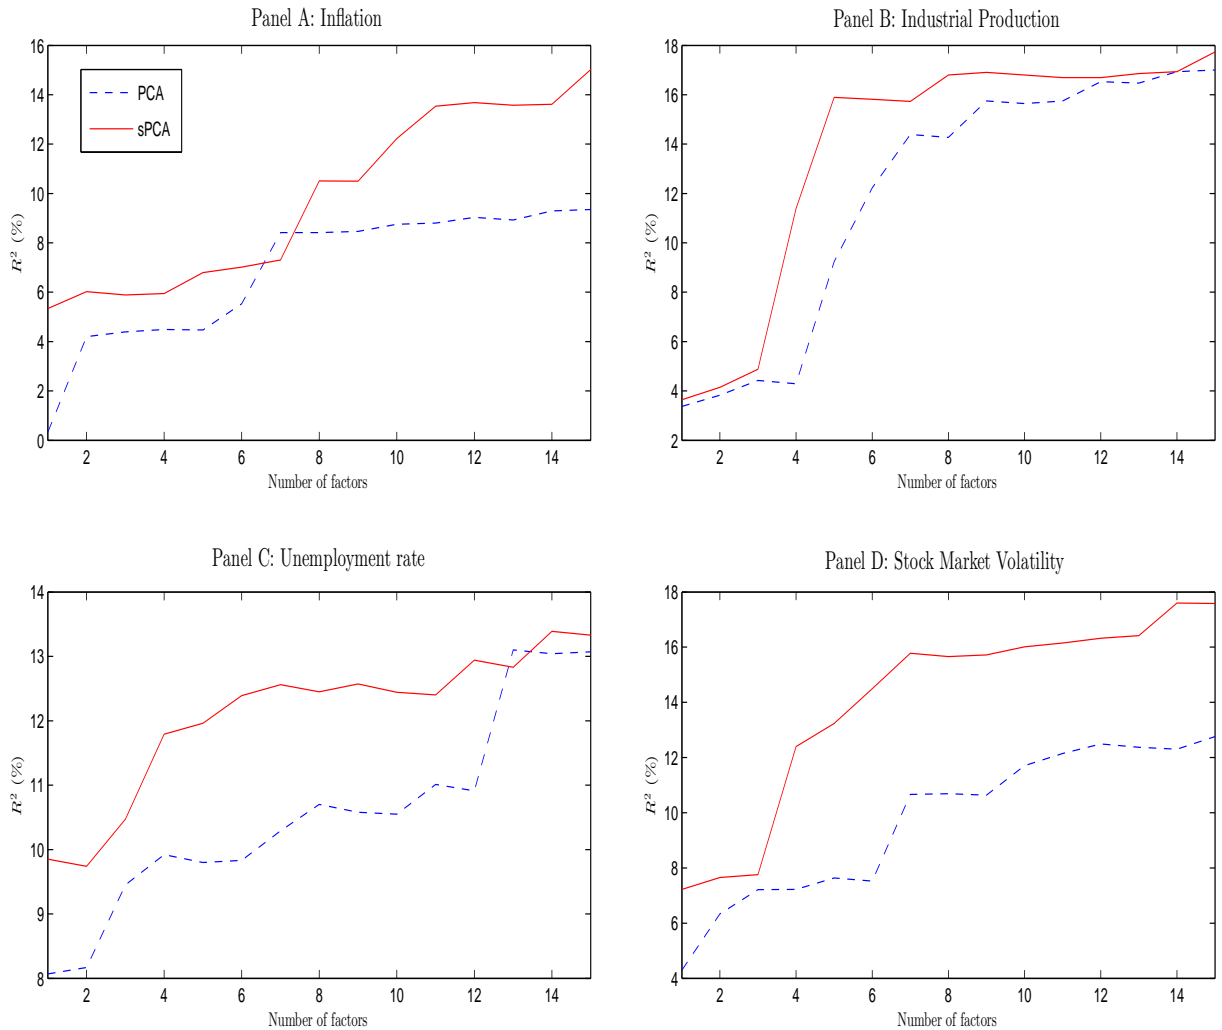 Panel A: Inflation
16
14
12
10
8
6
4
2
0
R² (%)
PCA
sPCA
2 4 6 8 10 12 14
Number of factors
Panel B: Industrial Production
18
16
14
12
10
8
6
4
2
R² (%)
2 4 6 8 10 12 14
Number of factors
Panel C: Unemployment rate
14
13
12
11
10
9
8
R² (%)
2 4 6 8 10 12 14
Number of factors
Panel D: Stock Market Volatility
18
16
14
12
10
8
6
4
R² (%)
2 4 6 8 10 12 14
Number of factors